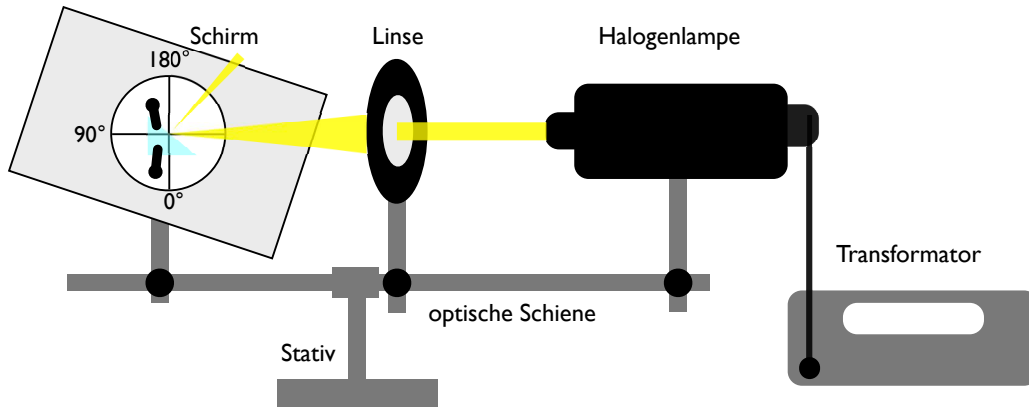 Schirm
Linse
Halogenlampe
180°
90°
0°
Transformator
optische Schiene
Stativ